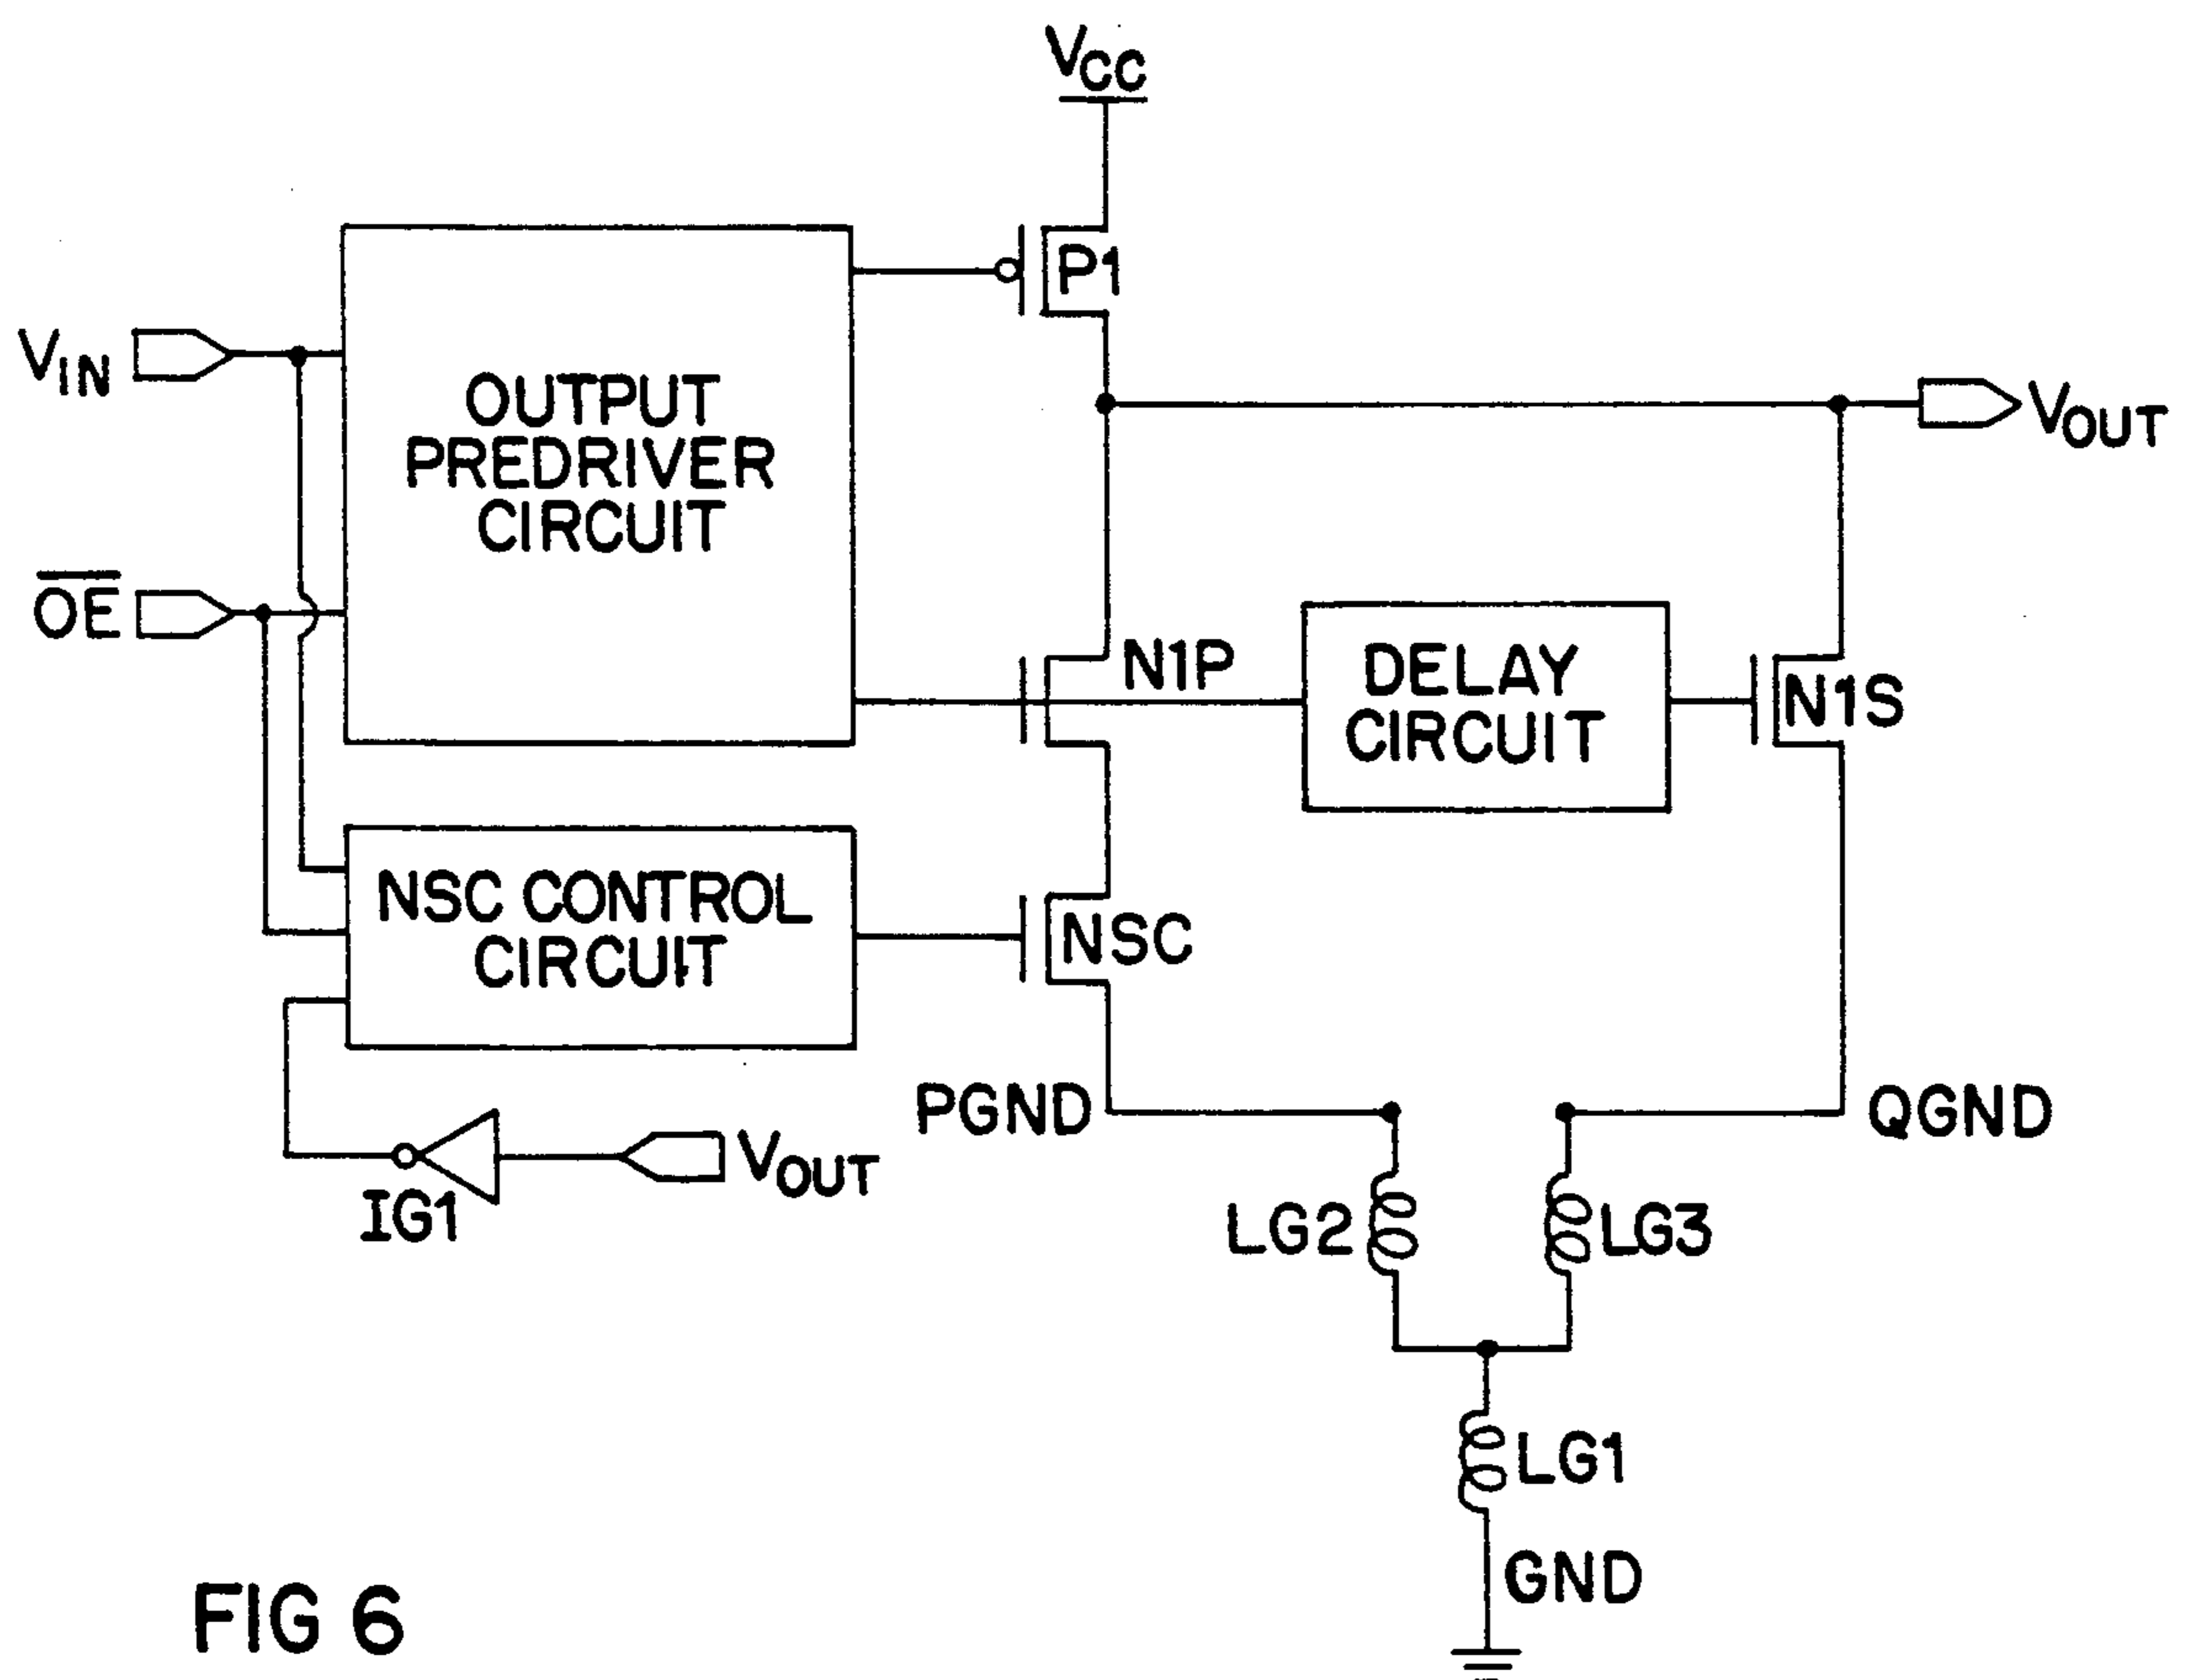 VCC
P1
VIN
OUTPUT
PREDRIVER
CIRCUIT
VOUT
OE
N1P
DELAY
CIRCUIT
N1S
NSC CONTROL
CIRCUIT
NSC
PGND
QGND
VOUT
IG1
LG2
LG3
LG1
GND
FIG 6